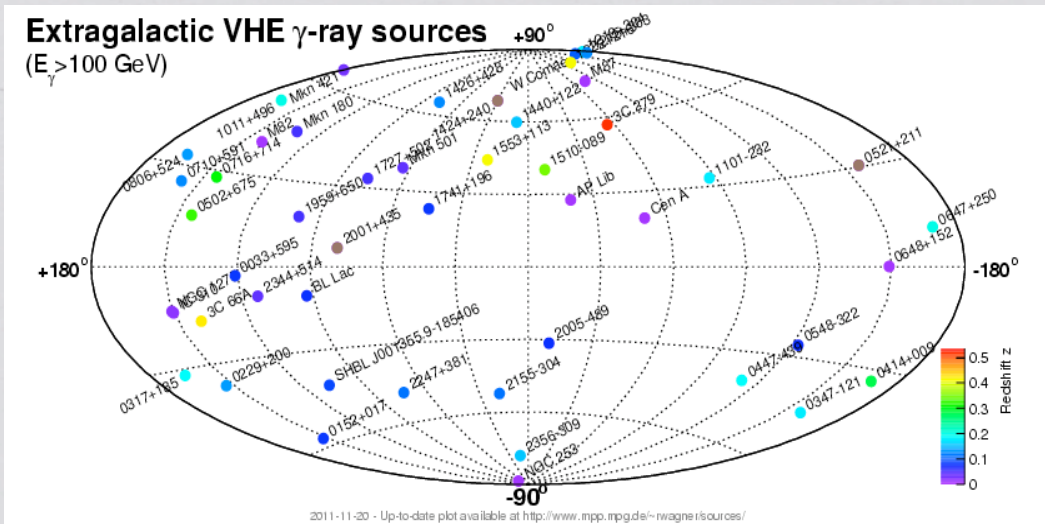 Extragalactic VHE γ-ray sources
(Eγ>100 GeV)
+90°
W Comae
M87
1426+428
1424+240
1440+122
3C 279
Mkn 421
1011+496
M82
Mkn 180
0806+524
0710+591
0716+714
0502+675
1727+502
Mkn 501
1553+113
1510-089
1101-232
0521+211
1959+650
1741+196
AP Lib
Cen A
0647+250
2001+435
0648+152
+180°
-180°
0033+595
2344+514
BL Lac
3C 66A
2005-489
0548-322
0447-439
0414+009
0317+185
0229+200
SHBL J001355.9-185406
2247+381
2155-304
0347-121
0152+017
2356-309
NGC 253
-90°
0.5
0.4
0.3
0.2
0.1
0
Redshift z
2011-11-20 - Up-to-date plot available at http://www.mpp.mpg.de/~rwagner/sources/